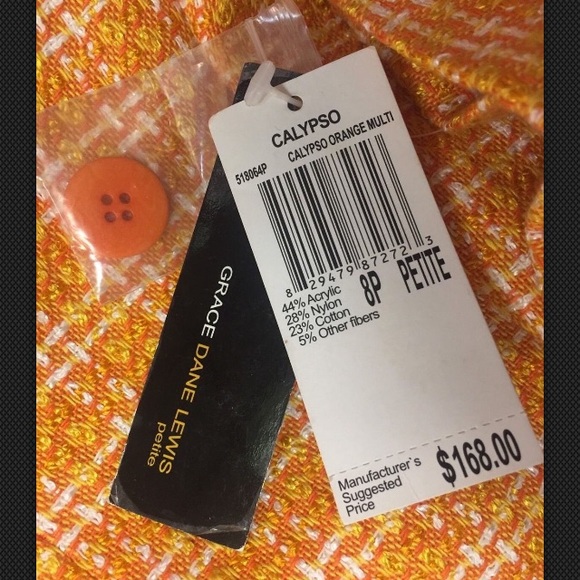 CALYPSO
CALYPSO ORANGE MULTI
518064P
8 29479 87272 3
44% Acrylic
28% Nylon
23% Cotton
5% Other fibers
8P PETITE
Manufacturer's
Suggested
Price
$168.00
GRACE DANE LEWIS
petite